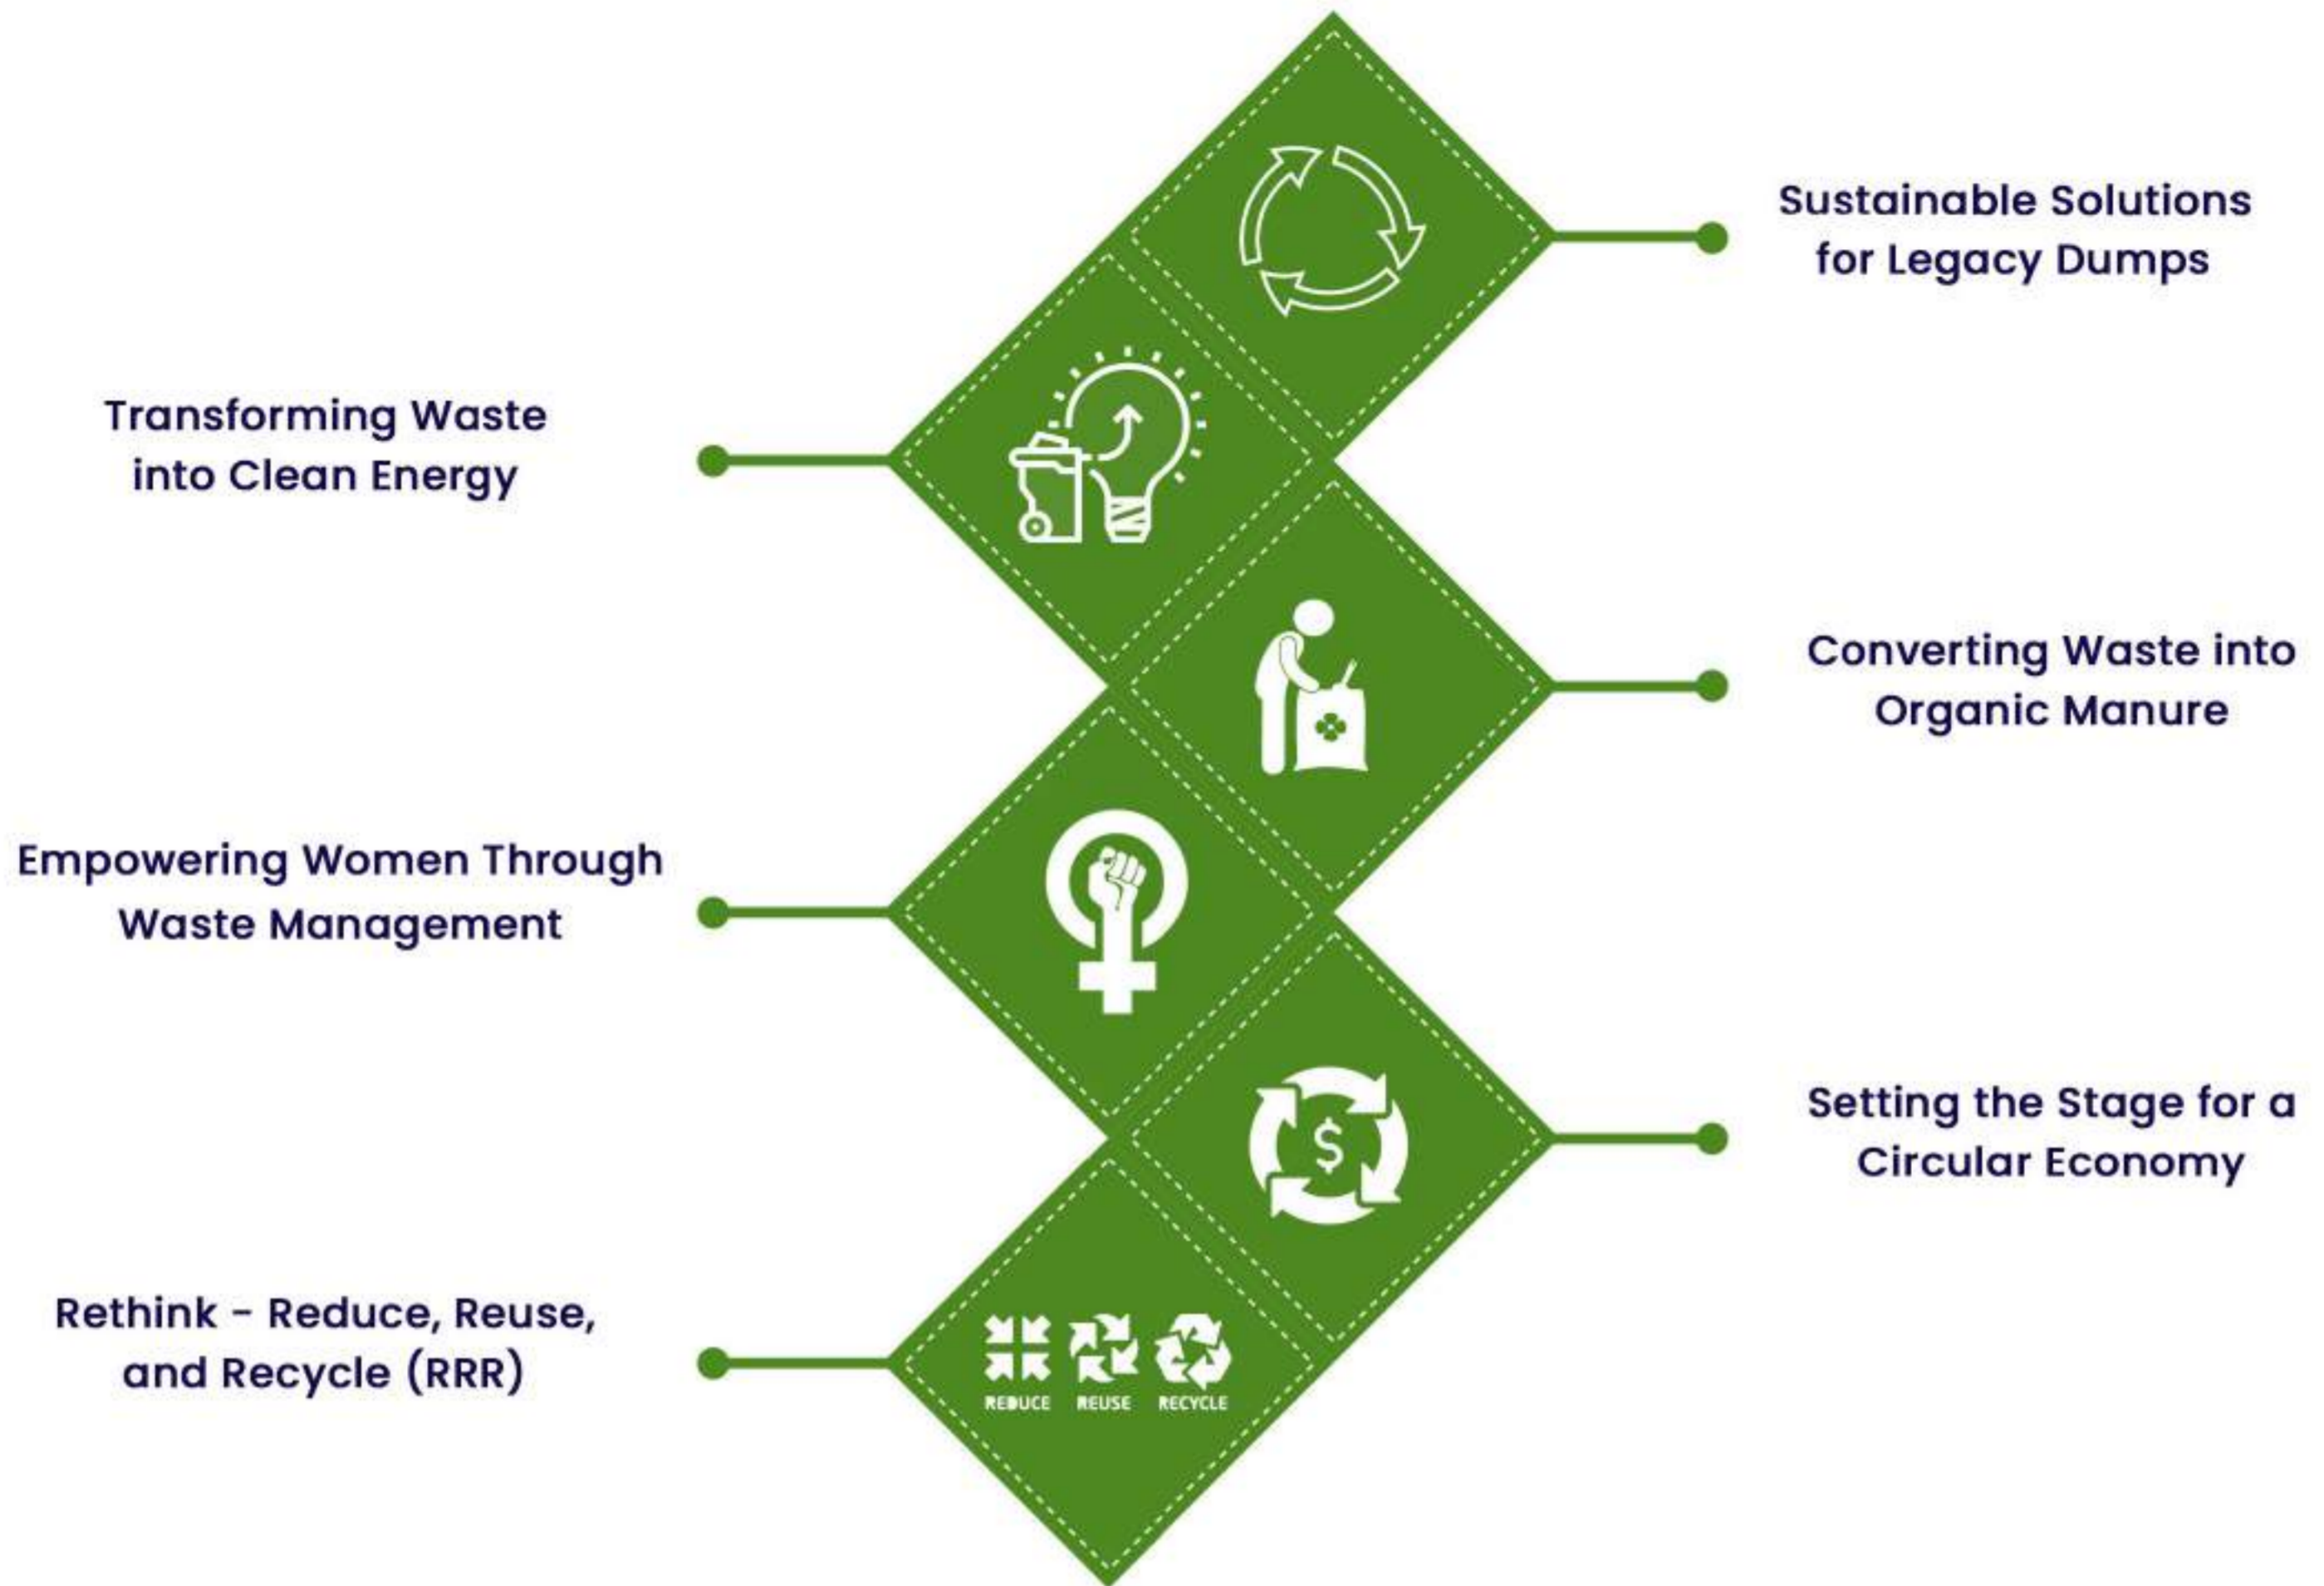 Sustainable Solutions
for Legacy Dumps
Transforming Waste
into Clean Energy
Converting Waste into
Organic Manure
Empowering Women Through
Waste Management
$
Setting the Stage for a
Circular Economy
Rethink - Reduce, Reuse,
and Recycle (RRR)
REDUCE REUSE RECYCLE